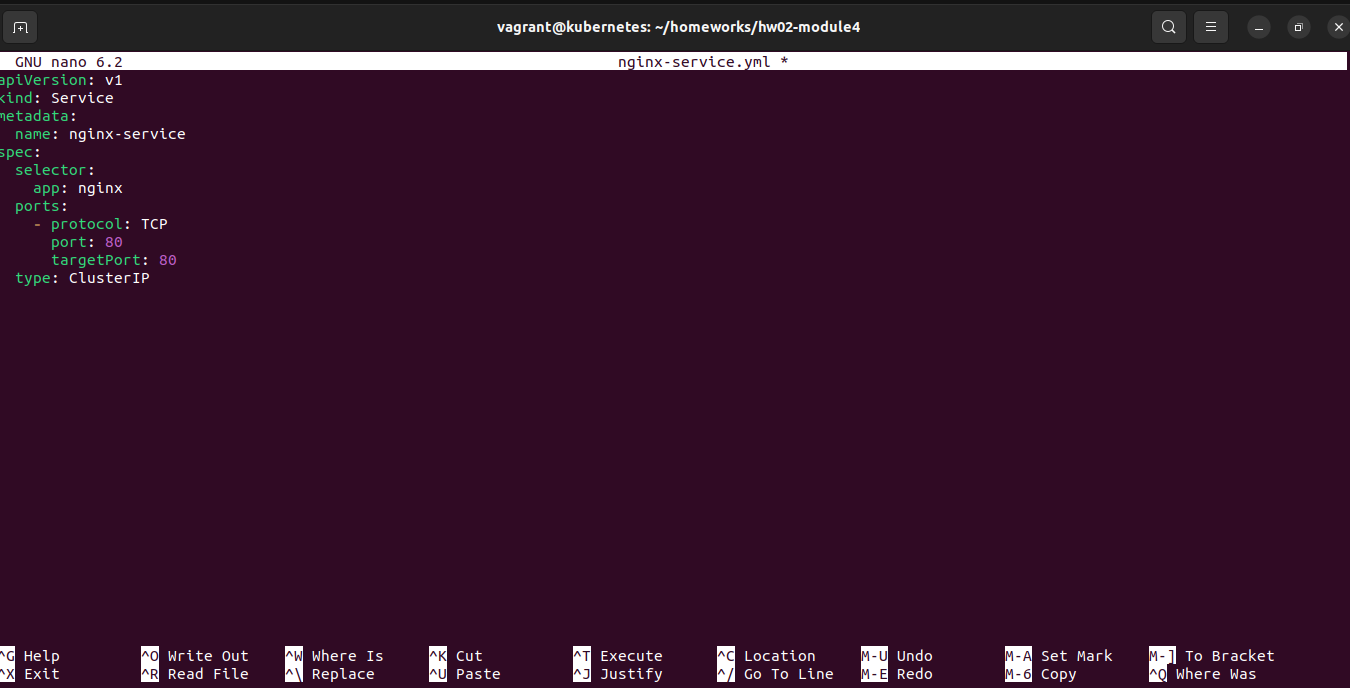 vagrant@kubernetes: ~/homeworks/hw02-module4
GNU nano 6.2 nginx-service.yml *
apiVersion: v1
kind: Service
metadata:
  name: nginx-service
spec:
  selector:
    app: nginx
  ports:
    - protocol: TCP
      port: 80
      targetPort: 80
  type: ClusterIP
^G Help ^O Write Out ^W Where Is ^K Cut ^T Execute ^C Location M-U Undo M-A Set Mark M-] To Bracket
^X Exit ^R Read File ^\ Replace ^U Paste ^J Justify ^/ Go To Line M-E Redo M-6 Copy ^Q Where Was